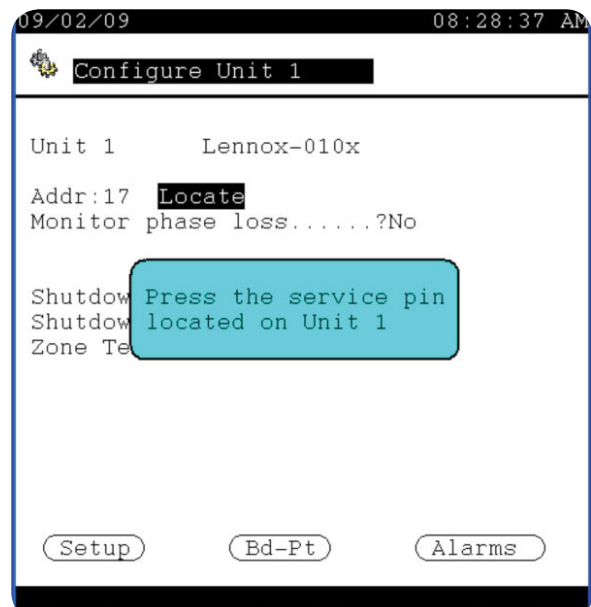 09/02/09 08:28:37 AM
Configure Unit 1
Unit 1 Lennox-010x
Addr:17 Locate
Monitor phase loss......?No
Shutdow
Shutdow
Zone Te
Press the service pin
located on Unit 1
Setup Bd-Pt Alarms